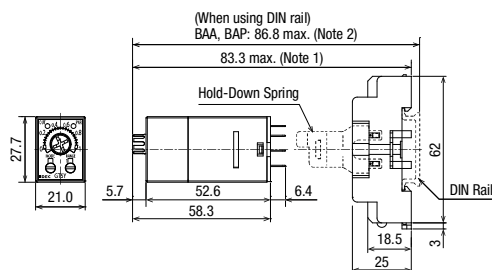 (When using DIN rail)
BAA, BAP: 86.8 max. (Note 2)
83.3 max. (Note 1)
Hold-Down Spring
27.7
21.0
5.7
52.6
6.4
58.3
62
DIN Rail
18.5
3
25